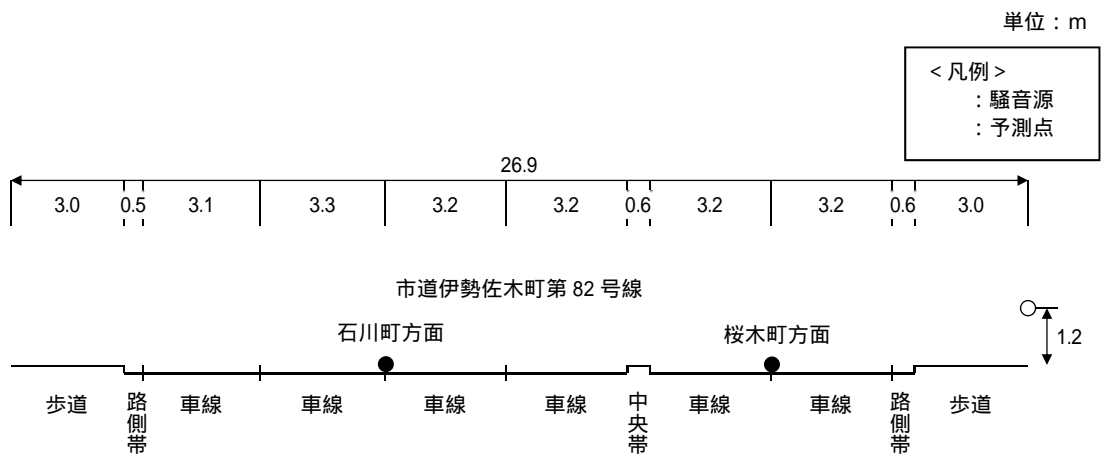 単位：m
＜凡例＞
：騒音源
：予測点
26.9
3.0 0.5 3.1 3.3 3.2 3.2 0.6 3.2 3.2 0.6 3.0
市道伊勢佐木町第 82 号線
石川町方面 桜木町方面
1.2
歩道 路側帯 車線 車線 車線 車線 中央帯 車線 車線 路側帯 歩道